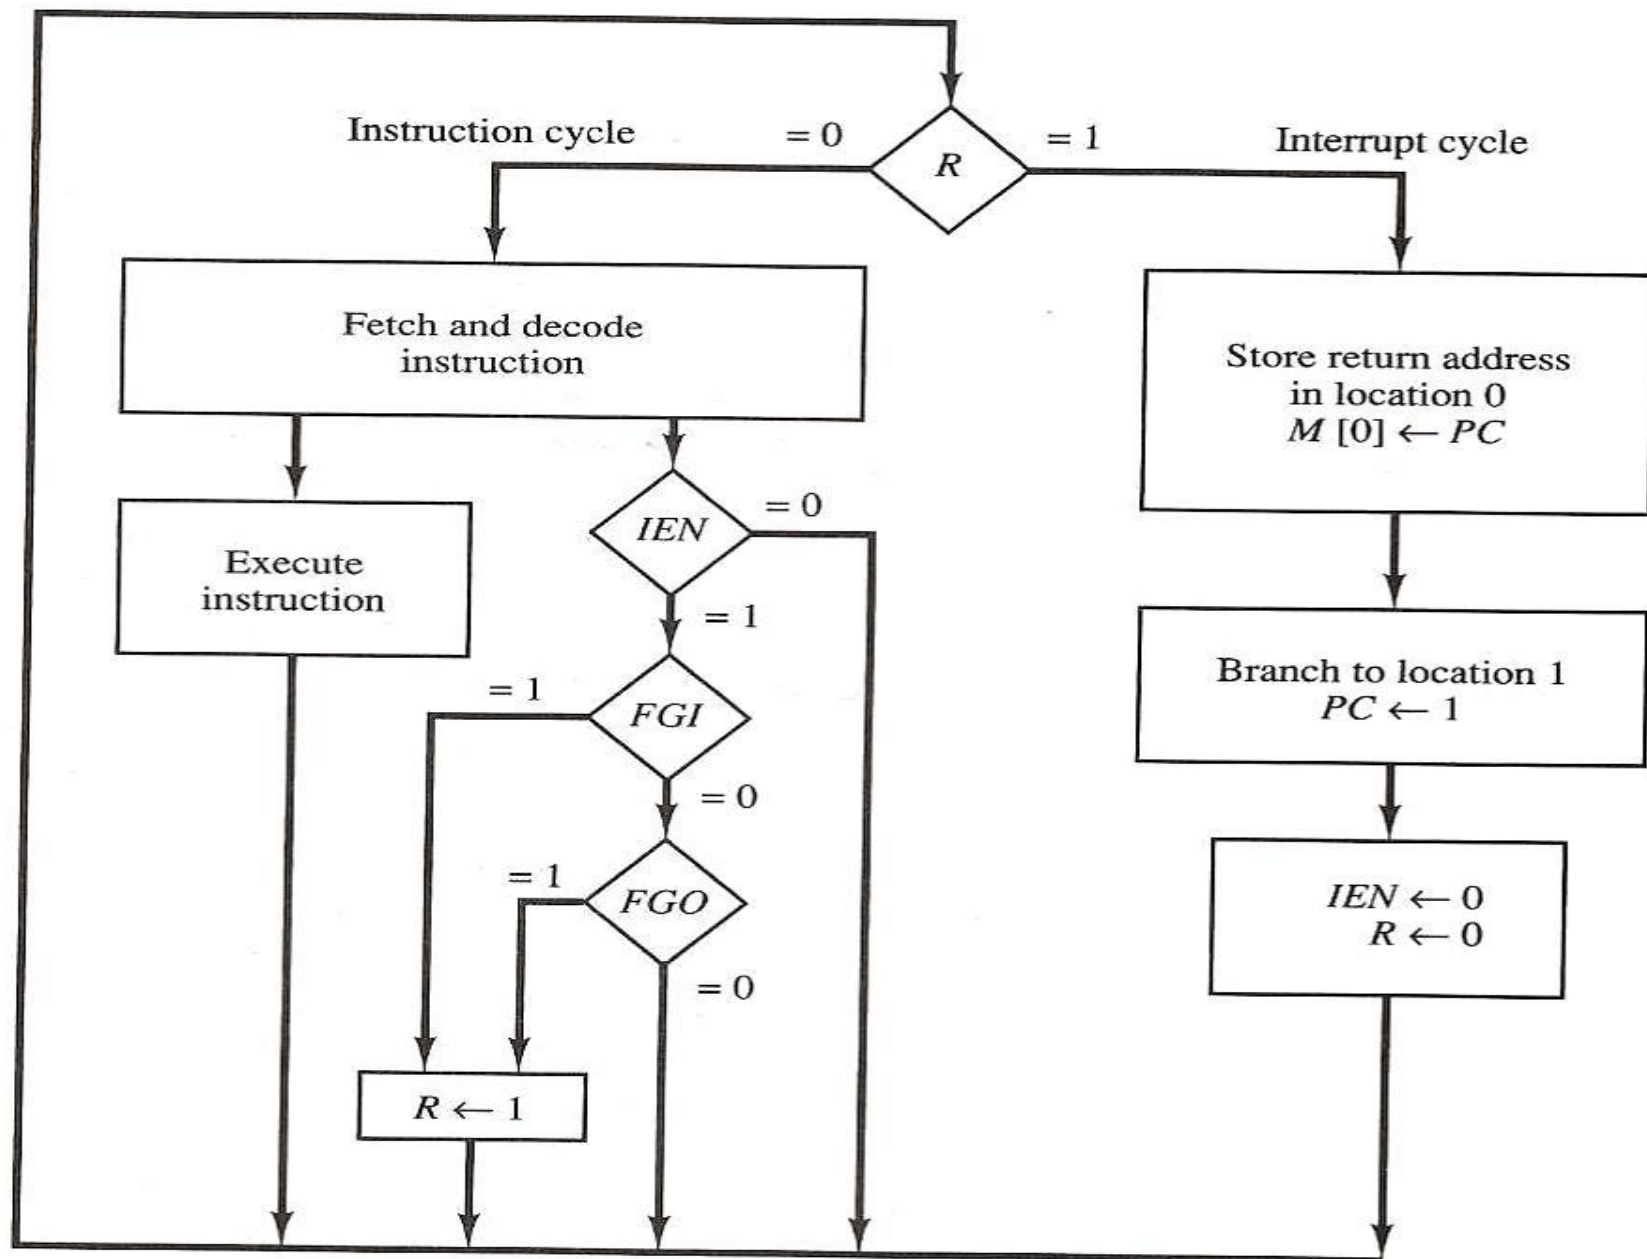 Instruction cycle
= 0
R
= 1
Interrupt cycle
Fetch and decode
instruction
Store return address
in location 0
M [0] ← PC
Execute
instruction
IEN
= 0
= 1
Branch to location 1
PC ← 1
FGI
= 1
= 0
FGO
= 1
= 0
IEN ← 0
R ← 0
R ← 1